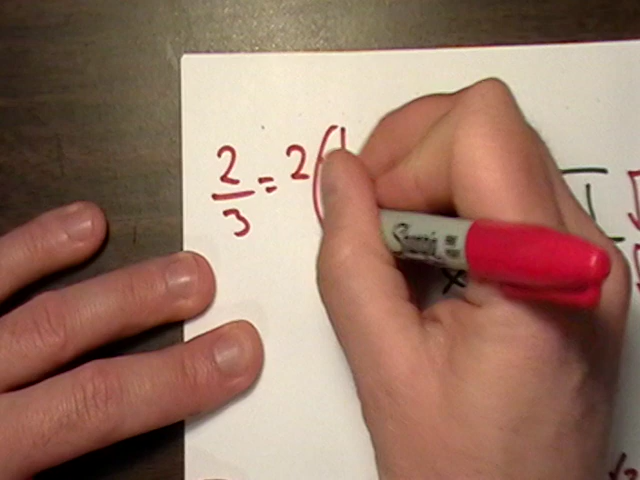 2/3 = 2(1
Sharpie
x